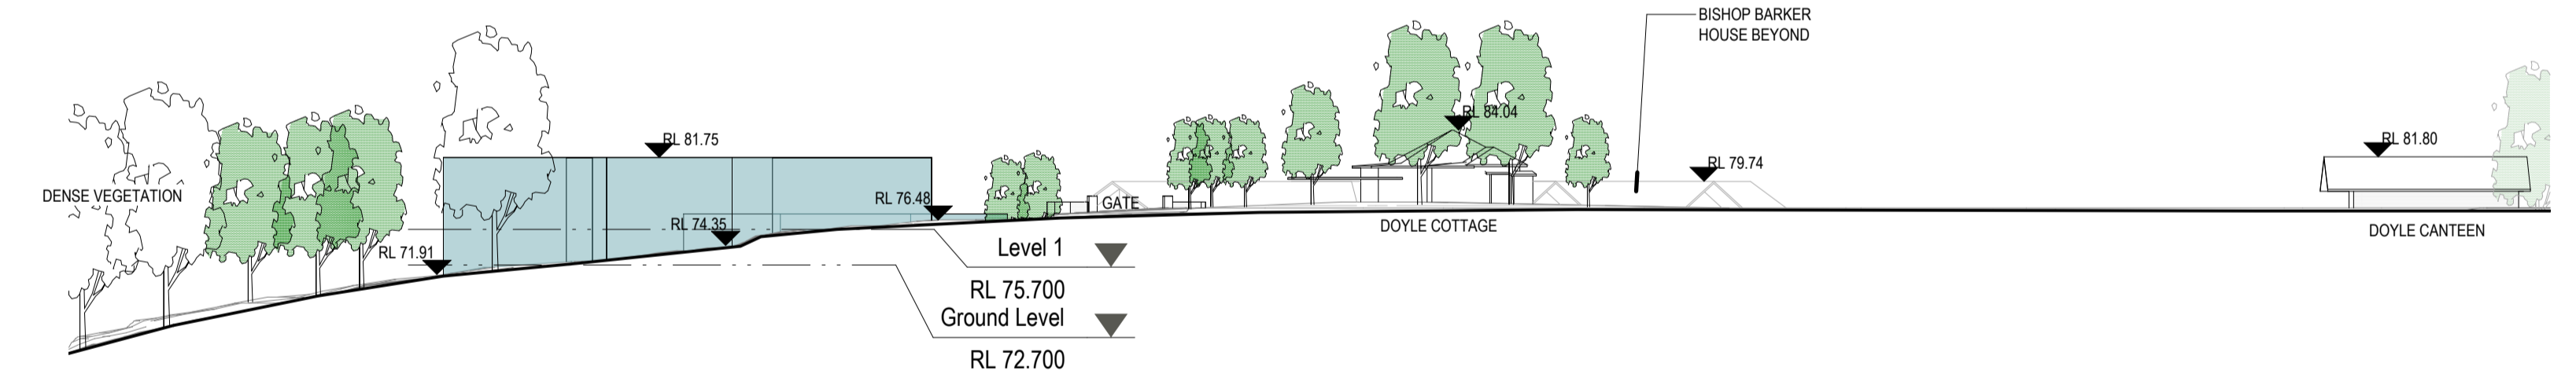 BISHOP BARKER
HOUSE BEYOND
RL 84.04
RL 81.75
RL 81.80
RL 79.74
DENSE VEGETATION
RL 76.48
GATE
RL 74.35
DOYLE COTTAGE
DOYLE CANTEEN
RL 71.91
Level 1
RL 75.700
Ground Level
RL 72.700